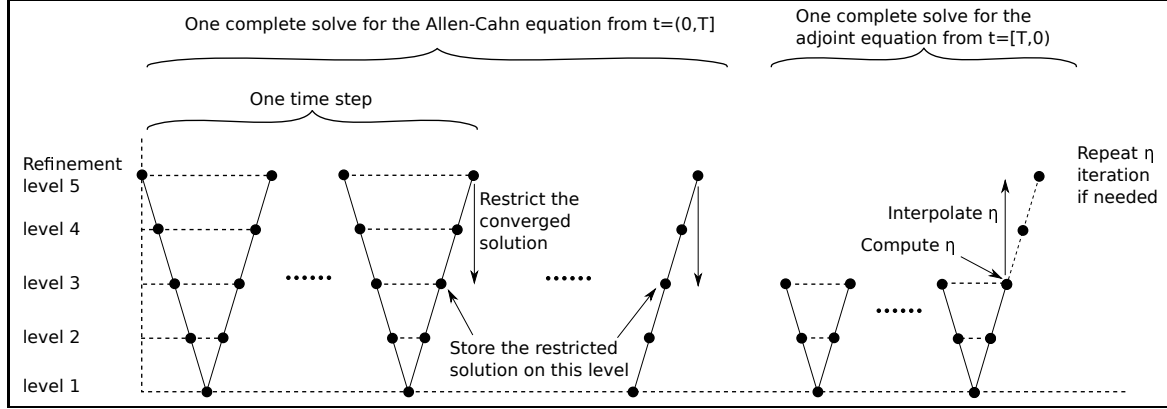 One complete solve for the Allen-Cahn equation from t=(0,T]
One complete solve for the
adjoint equation from t=[T,0)
One time step
Refinement
level 5
level 4
level 3
level 2
level 1
Restrict the
converged
solution
Store the restricted
solution on this level
Interpolate η
Compute η
Repeat η
iteration
if needed